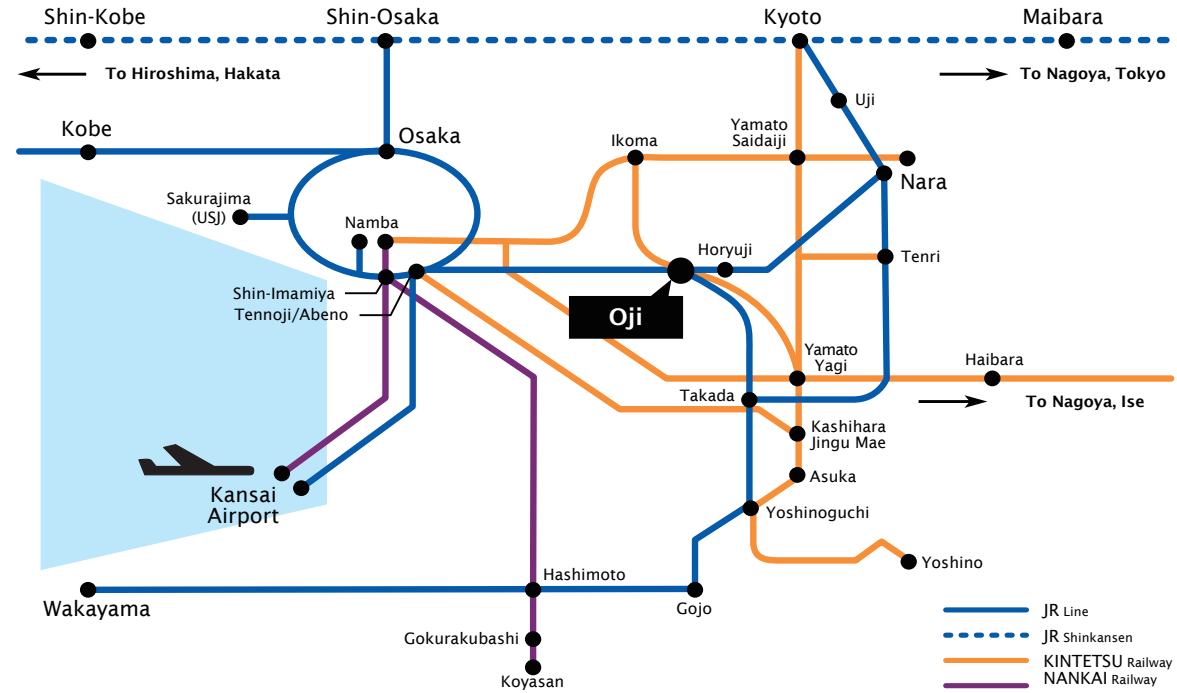 Shin-Kobe
Shin-Osaka
Kyoto
Maibara
To Hiroshima, Hakata
To Nagoya, Tokyo
Kobe
Osaka
Ikoma
Yamato
Saidaiji
Uji
Nara
Sakurajima
(USJ)
Namba
Horyuji
Tenri
Shin-Imamiya
Tennoji/Abeno
Oji
Yamato
Yagi
Haibara
Takada
To Nagoya, Ise
Kashihara
Jingu Mae
Asuka
Kansai
Airport
Yoshinoguchi
Yoshino
Hashimoto
Wakayama
Gojo
Gokurakubashi
Koyasan
JR Line
JR Shinkansen
KINTETSU Railway
NANKAI Railway